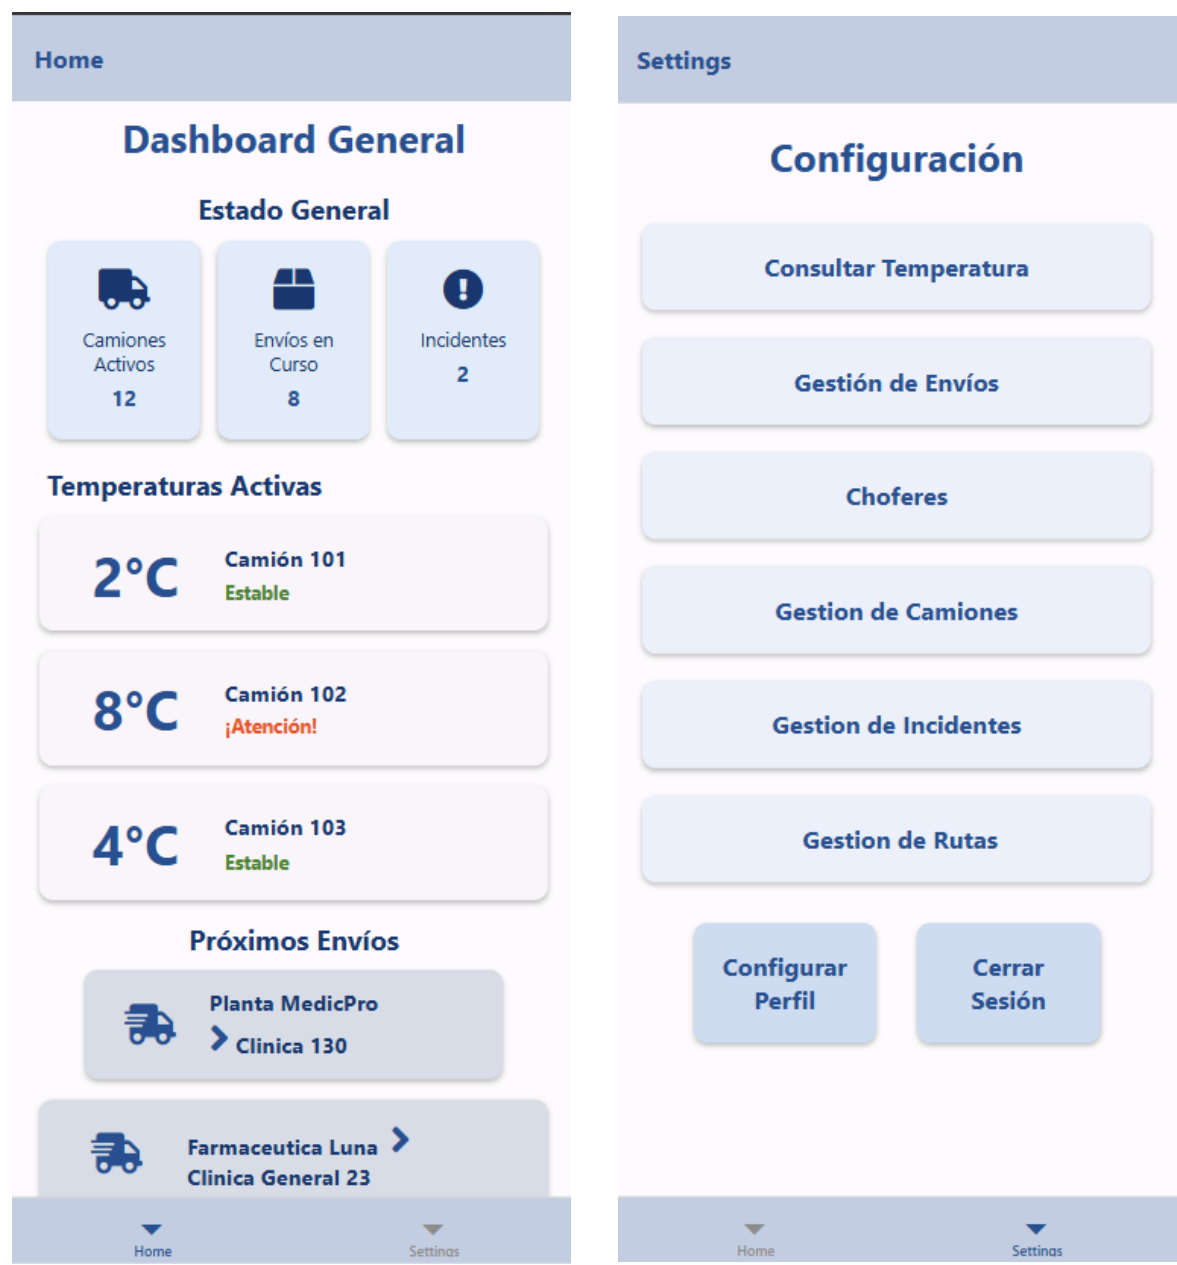 Home
Dashboard General
Estado General
Camiones
Activos
12
Envíos en
Curso
8
Incidentes
2
Temperaturas Activas
2°C
Camión 101
Estable
8°C
Camión 102
¡Atención!
4°C
Camión 103
Estable
Próximos Envíos
Planta MedicPro
Clinica 130
Farmaceutica Luna
Clinica General 23
Home
Settings
Settings
Configuración
Consultar Temperatura
Gestión de Envíos
Choferes
Gestion de Camiones
Gestion de Incidentes
Gestion de Rutas
Configurar
Perfil
Cerrar
Sesión
Home
Settings